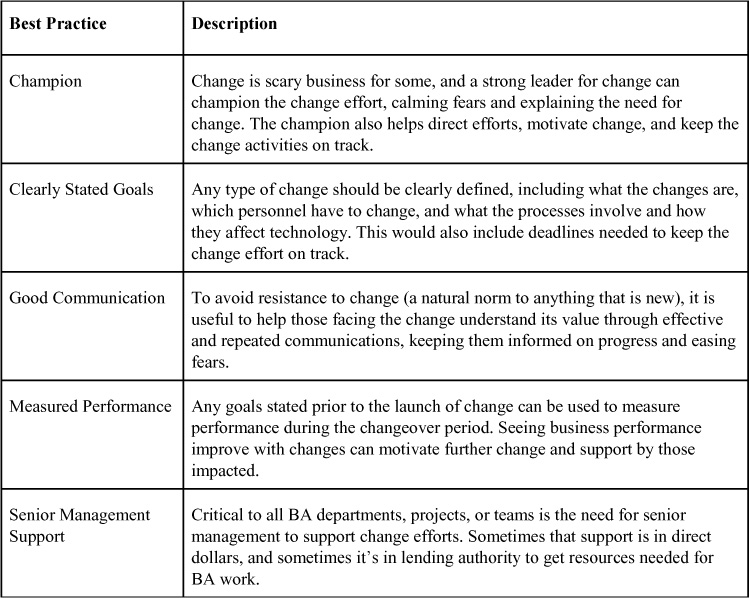 Best Practice
Description
Champion
Change is scary business for some, and a strong leader for change can
champion the change effort, calming fears and explaining the need for
change. The champion also helps direct efforts, motivate change, and keep the
change activities on track.
Clearly Stated Goals
Any type of change should be clearly defined, including what the changes are,
which personnel have to change, and what the processes involve and how
they affect technology. This would also include deadlines needed to keep the
change effort on track.
Good Communication
To avoid resistance to change (a natural norm to anything that is new), it is
useful to help those facing the change understand its value through effective
and repeated communications, keeping them informed on progress and easing
fears.
Measured Performance
Any goals stated prior to the launch of change can be used to measure
performance during the changeover period. Seeing business performance
improve with changes can motivate further change and support by those
impacted.
Senior Management
Support
Critical to all BA departments, projects, or teams is the need for senior
management to support change efforts. Sometimes that support is in direct
dollars, and sometimes it’s in lending authority to get resources needed for
BA work.